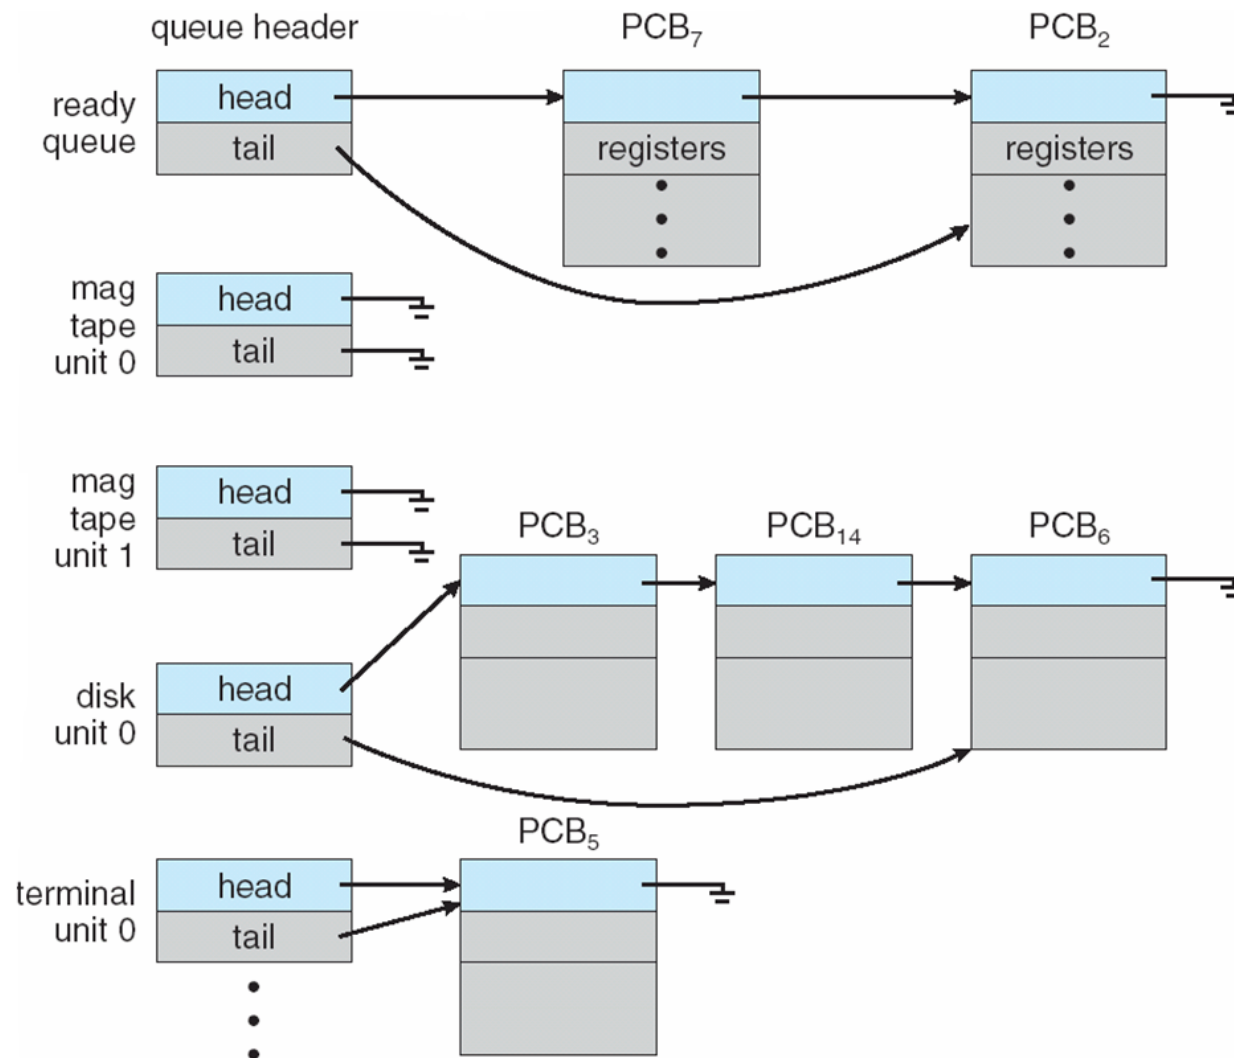 queue header
PCB₇
PCB₂
ready
queue
head
tail
registers
registers
mag
tape
unit 0
head
tail
mag
tape
unit 1
head
tail
PCB₃
PCB₁₄
PCB₆
disk
unit 0
head
tail
PCB₅
terminal
unit 0
head
tail